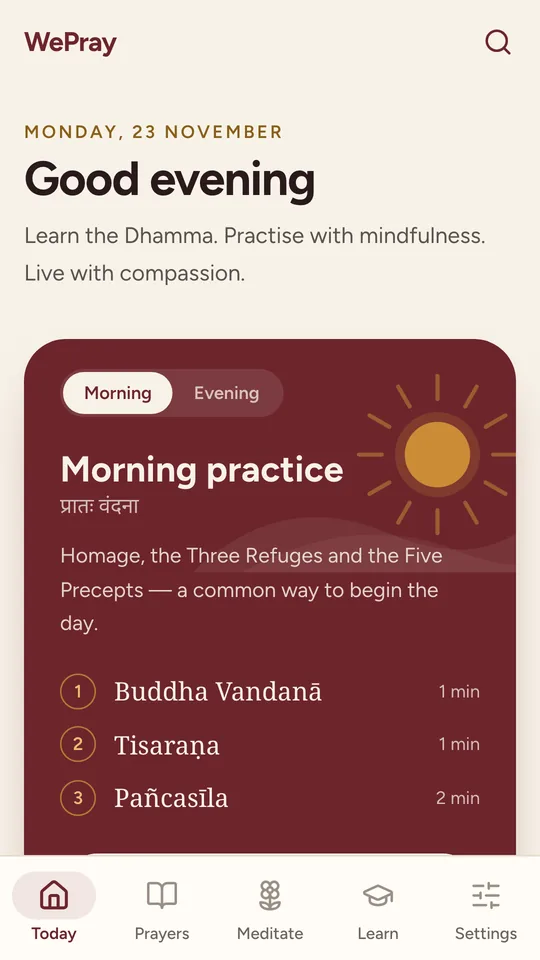 WePray
MONDAY, 23 NOVEMBER
Good evening
Learn the Dhamma. Practise with mindfulness.
Live with compassion.
Morning
Evening
Morning practice
प्रातः वंदना
Homage, the Three Refuges and the Five
Precepts — a common way to begin the
day.
1 Buddha Vandanā 1 min
2 Tisaraṇa 1 min
3 Pañcasīla 2 min
Today
Prayers
Meditate
Learn
Settings